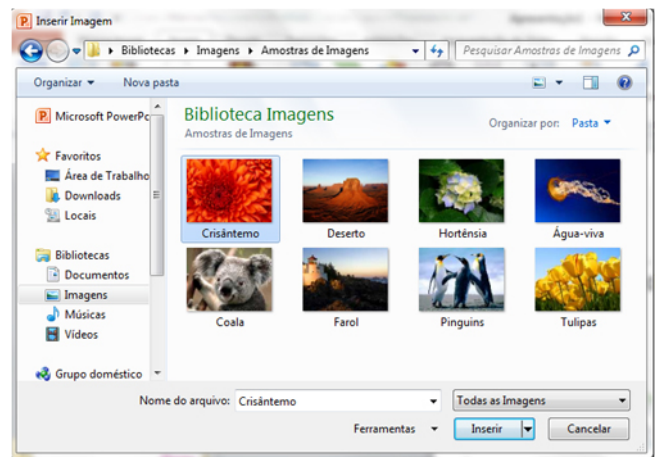 Inserir Imagem
Bibliotecas Imagens Amostras de Imagens
Pesquisar Amostras de Imagens
Organizar Nova pasta
Microsoft PowerPc
Favoritos
Área de Trabalho
Downloads
Locais
Bibliotecas
Documentos
Imagens
Músicas
Vídeos
Grupo doméstico
Biblioteca Imagens
Amostras de Imagens
Organizar por: Pasta
Crisântemo Deserto Hortênsia Água-viva
Coala Farol Pinguins Tulipas
Nome do arquivo: Crisântemo Todas as Imagens
Ferramentas Inserir Cancelar